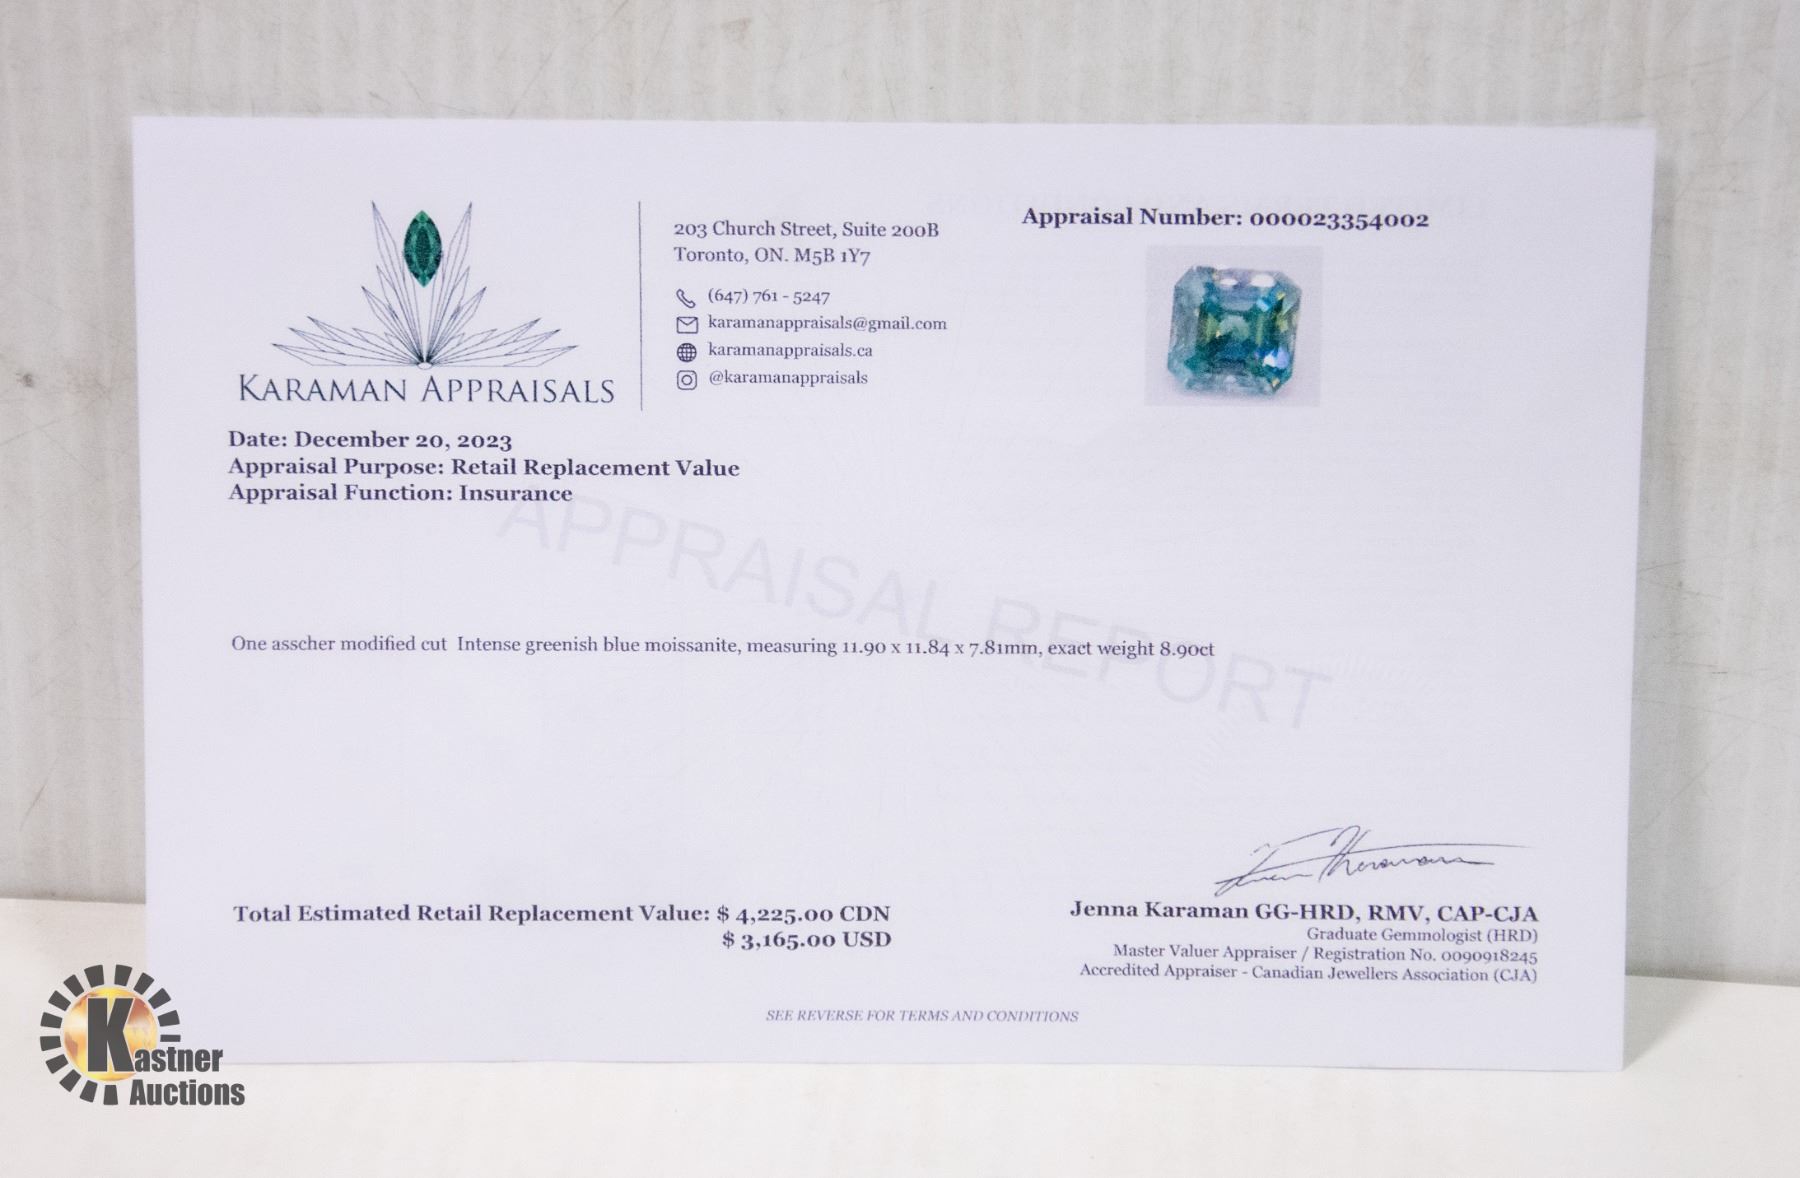 KARAMAN APPRAISALS
203 Church Street, Suite 200B
Toronto, ON. M5B 1Y7
(647) 761 - 5247
karamanappraisals@gmail.com
karamanappraisals.ca
@karamanappraisals
Appraisal Number: 000023354002
Date: December 20, 2023
Appraisal Purpose: Retail Replacement Value
Appraisal Function: Insurance
APPRAISAL REPORT
One asscher modified cut Intense greenish blue moissanite, measuring 11.90 x 11.84 x 7.81mm, exact weight 8.90ct
Total Estimated Retail Replacement Value: $ 4,225.00 CDN
$ 3,165.00 USD
Jenna Karaman GG-HRD, RMV, CAP-CJA
Graduate Gemmologist (HRD)
Master Valuer Appraiser / Registration No. 0090918245
Accredited Appraiser - Canadian Jewellers Association (CJA)
SEE REVERSE FOR TERMS AND CONDITIONS
Kastner
Auctions